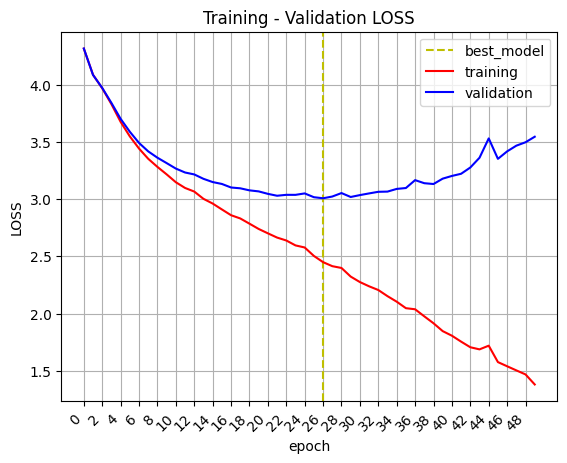 Training - Validation LOSS
best_model
training
validation
LOSS
4.0
3.5
3.0
2.5
2.0
1.5
0 2 4 6 8 10 12 14 16 18 20 22 24 26 28 30 32 34 36 38 40 42 44 46 48
epoch